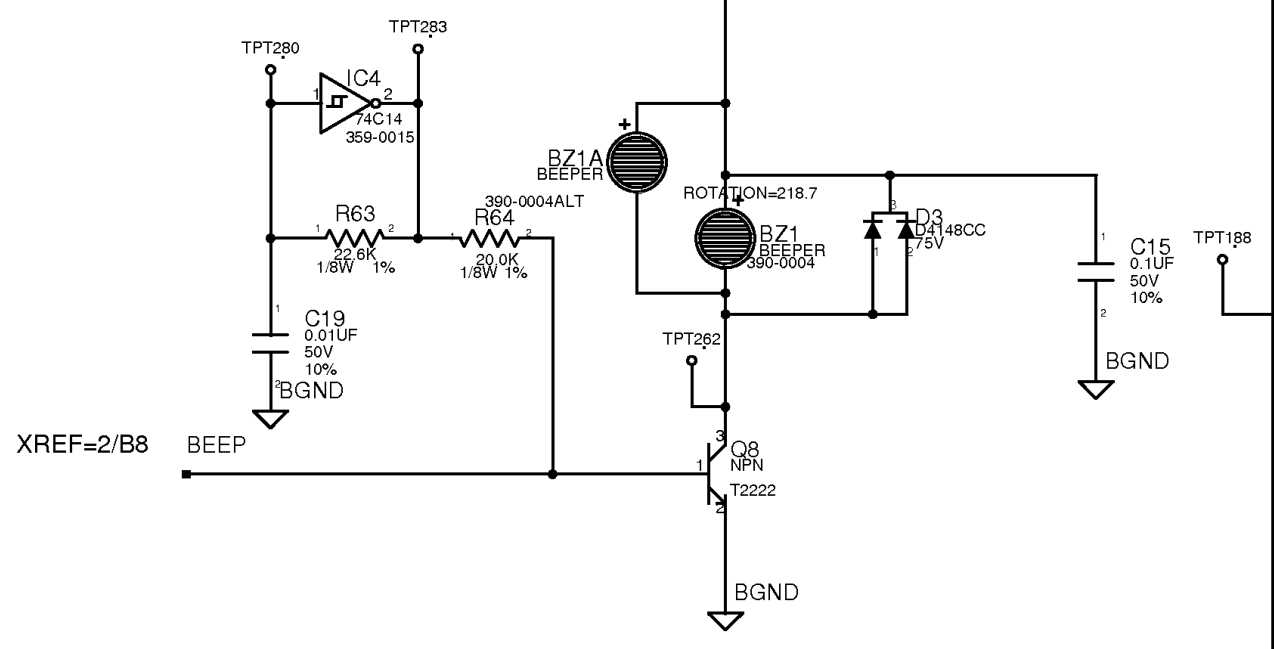 TPT283
TPT280
IC4
1
2
74C14
359-0015
BZ1A
BEEPER
+
390-0004ALT
ROTATION=218.7
+
R63
1
2
22.6K
1/8W 1%
R64
1
2
20.0K
1/8W 1%
BZ1
BEEPER
390-0004
3
D3
D4148CC
75V
1
2
1
C15
0.1UF
50V
10%
2
BGND
TPT188
1
C19
0.01UF
50V
10%
2
BGND
TPT262
XREF=2/B8
BEEP
3
Q8
1
NPN
T2222
2
BGND